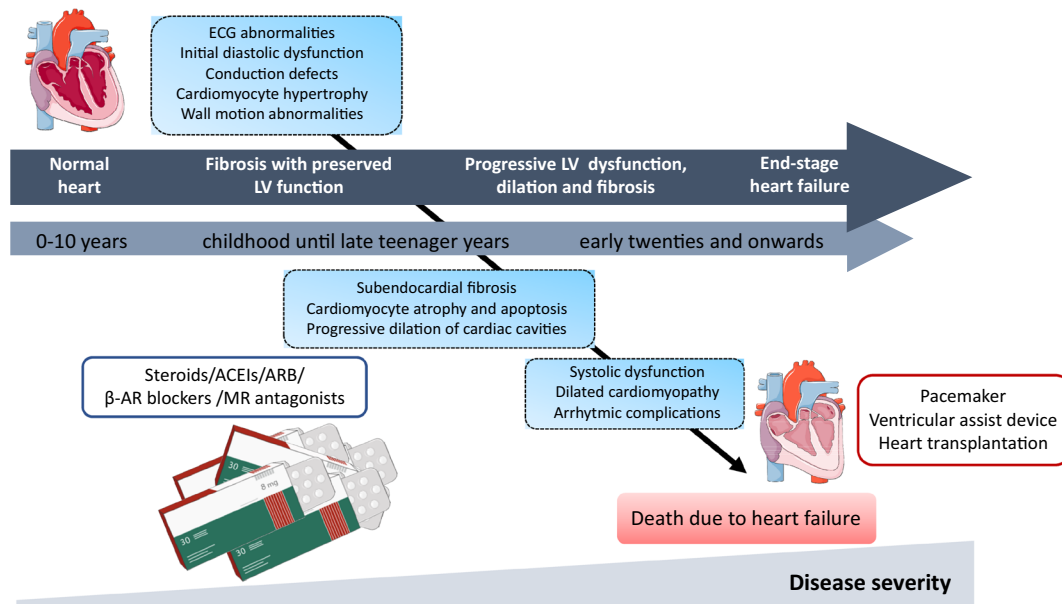 ECG abnormalities
Initial diastolic dysfunction
Conduction defects
Cardiomyocyte hypertrophy
Wall motion abnormalities
Normal
heart
Fibrosis with preserved
LV function
Progressive LV dysfunction,
dilation and fibrosis
End-stage
heart failure
0-10 years
childhood until late teenager years
early twenties and onwards
Subendocardial fibrosis
Cardiomyocyte atrophy and apoptosis
Progressive dilation of cardiac cavities
Steroids/ACEIs/ARB/
β-AR blockers /MR antagonists
Systolic dysfunction
Dilated cardiomyopathy
Arrhytmic complications
Pacemaker
Ventricular assist device
Heart transplantation
30
8 mg
30
30
Death due to heart failure
Disease severity